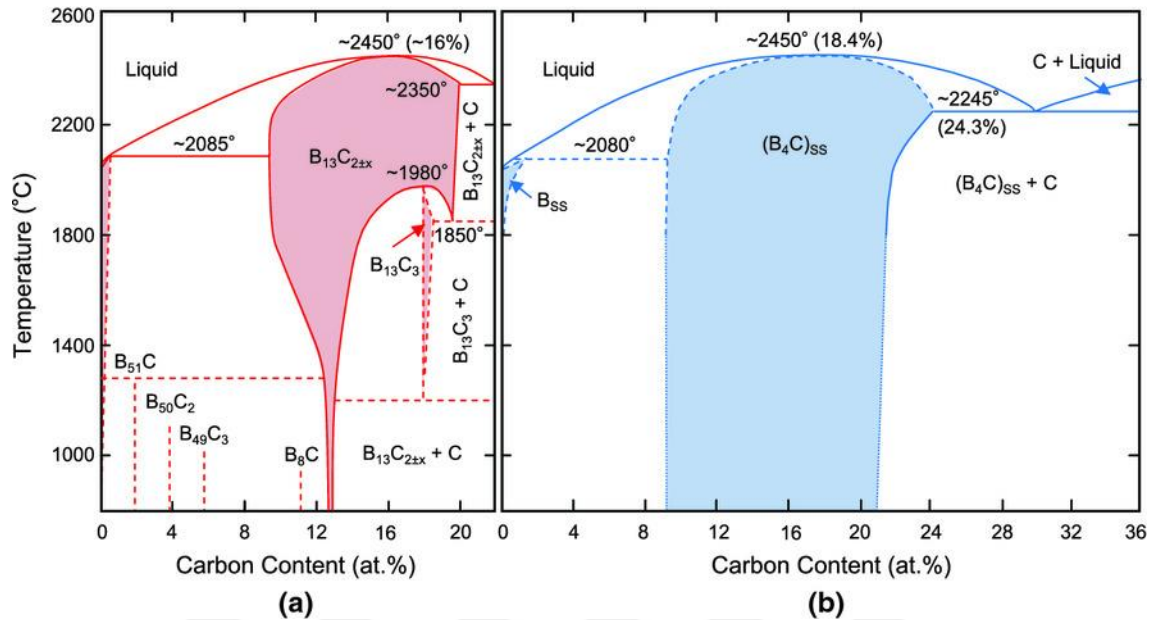 2600
2200
1800
1400
1000
Temperature (°C)
~2450° (~16%)
Liquid
~2350°
~2085°
B₁₃C₂±ₓ
~1980°
B₁₃C₂±ₓ + C
1850°
B₁₃C₃
B₁₃C₃ + C
B₅₁C
B₅₀C₂
B₄₉C₃
B₈C
B₁₃C₂±ₓ + C
0 4 8 12 16 20
Carbon Content (at.%)
(a)
~2450° (18.4%)
Liquid
C + Liquid
~2245°
(24.3%)
~2080°
(B₄C)SS
BSS
(B₄C)SS + C
0 4 8 12 16 20 24 28 32 36
Carbon Content (at.%)
(b)